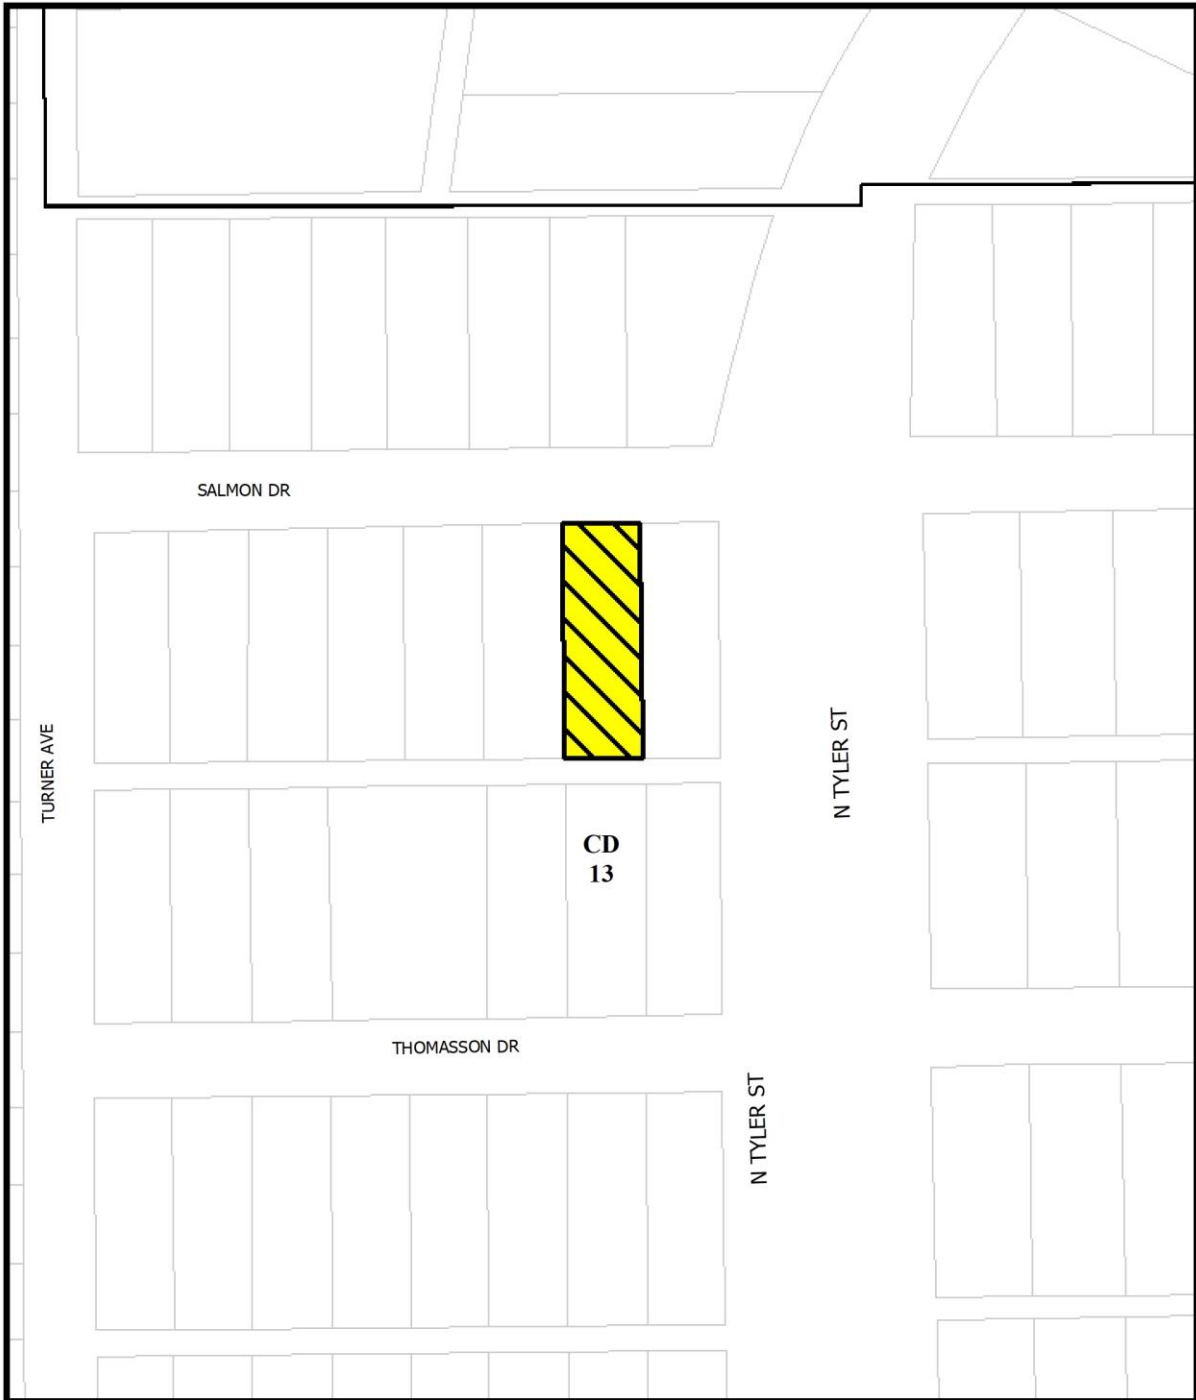 SALMON DR
TURNER AVE
N TYLER ST
CD
13
THOMASSON DR
N TYLER ST